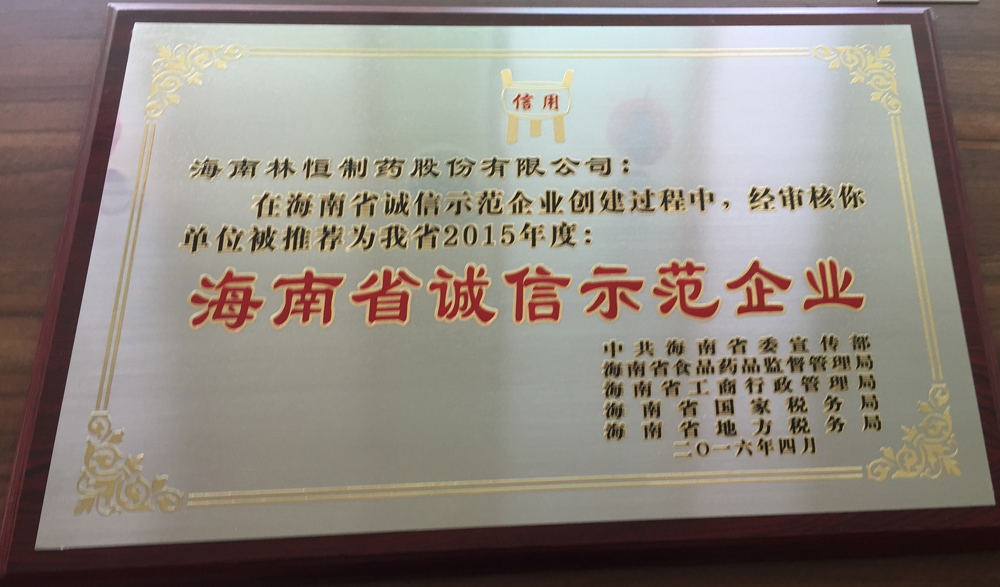 信用
海南林恒制药股份有限公司：
在海南省诚信示范企业创建过程中，经审核你
单位被推荐为我省2015年度：
海南省诚信示范企业
中共海南省委宣传部
海南省食品药品监督管理局
海南省工商行政管理局
海南省国家税务局
海南省地方税务局
二〇一六年四月